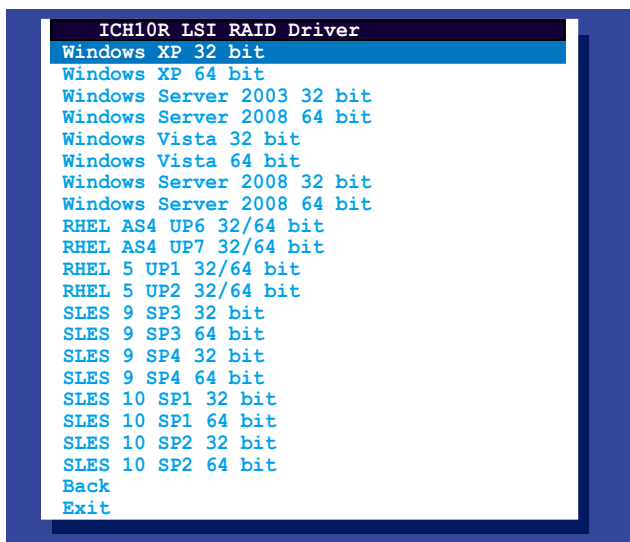 ICH10R LSI RAID Driver
Windows XP 32 bit
Windows XP 64 bit
Windows Server 2003 32 bit
Windows Server 2008 64 bit
Windows Vista 32 bit
Windows Vista 64 bit
Windows Server 2008 32 bit
Windows Server 2008 64 bit
RHEL AS4 UP6 32/64 bit
RHEL AS4 UP7 32/64 bit
RHEL 5 UP1 32/64 bit
RHEL 5 UP2 32/64 bit
SLES 9 SP3 32 bit
SLES 9 SP3 64 bit
SLES 9 SP4 32 bit
SLES 9 SP4 64 bit
SLES 10 SP1 32 bit
SLES 10 SP1 64 bit
SLES 10 SP2 32 bit
SLES 10 SP2 64 bit
Back
Exit